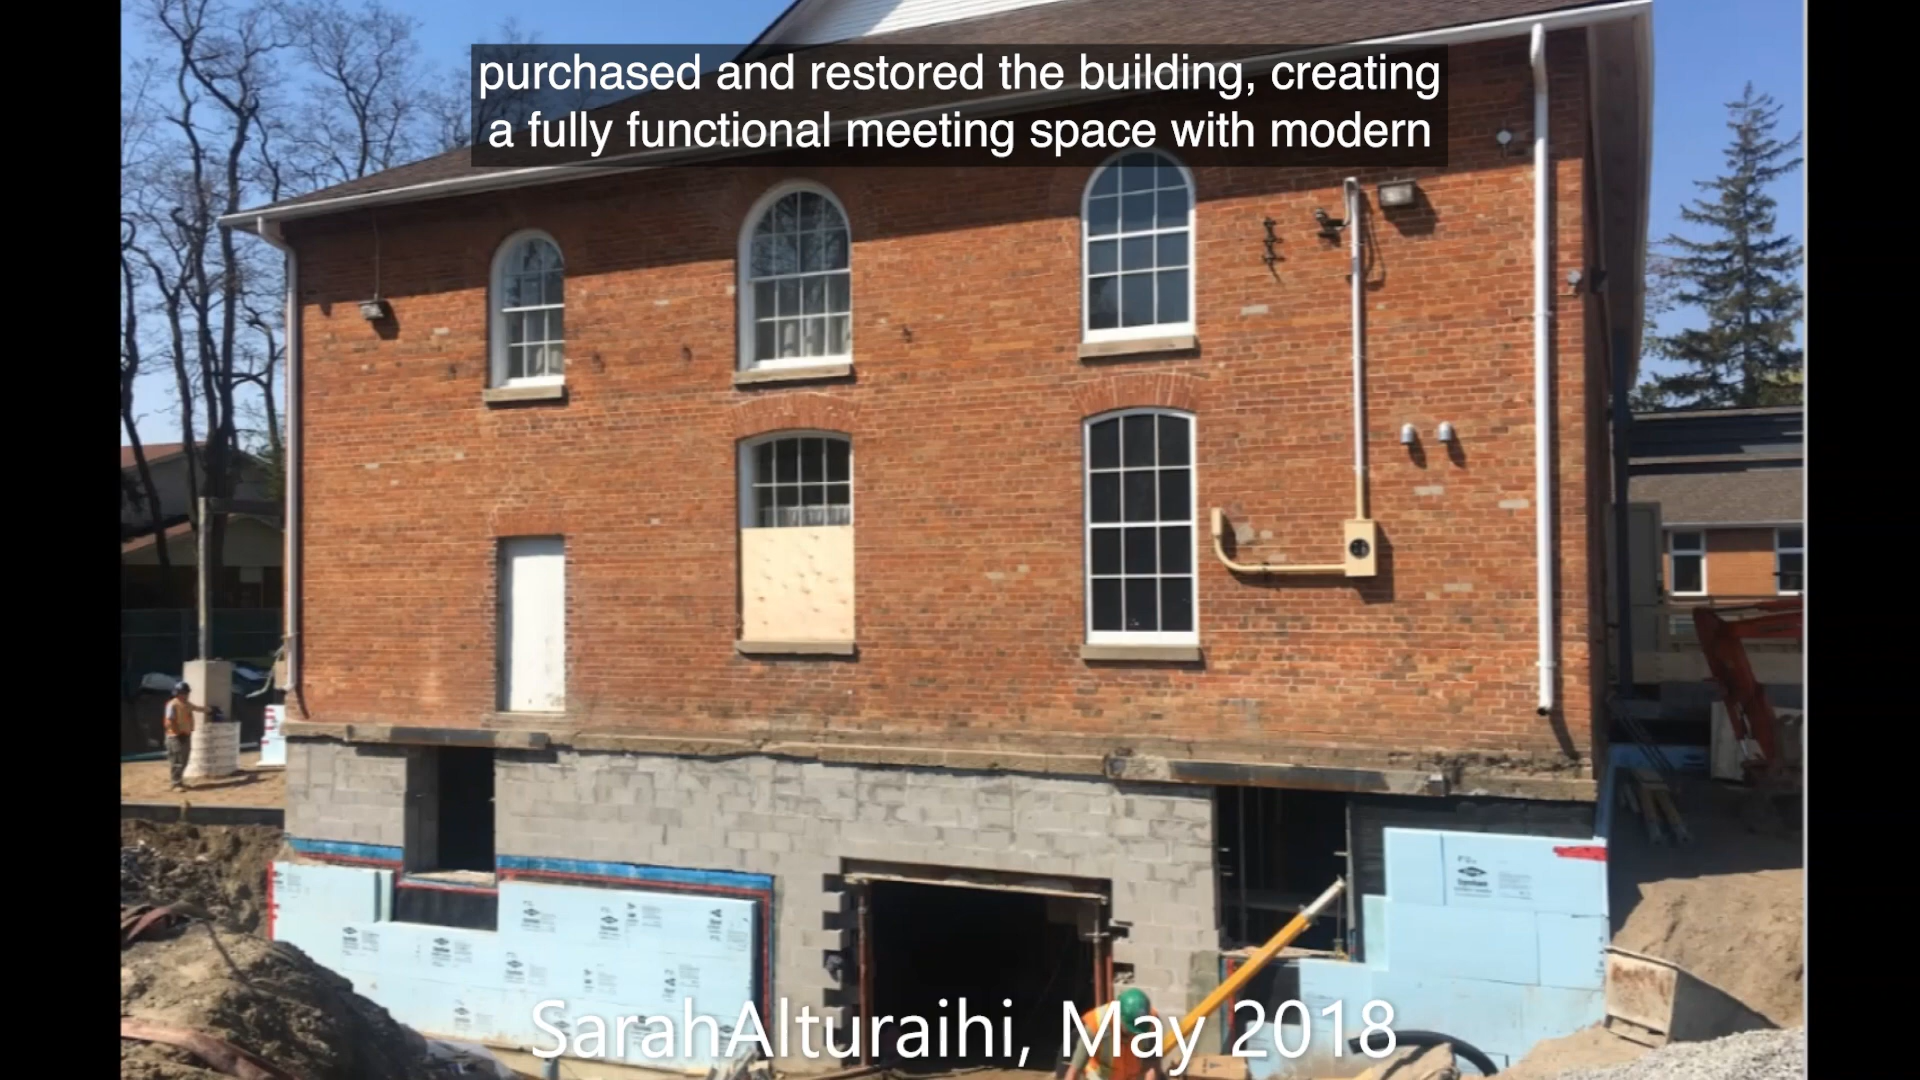 purchased and restored the building, creating
a fully functional meeting space with modern
SarahAlturaihi, May 2018